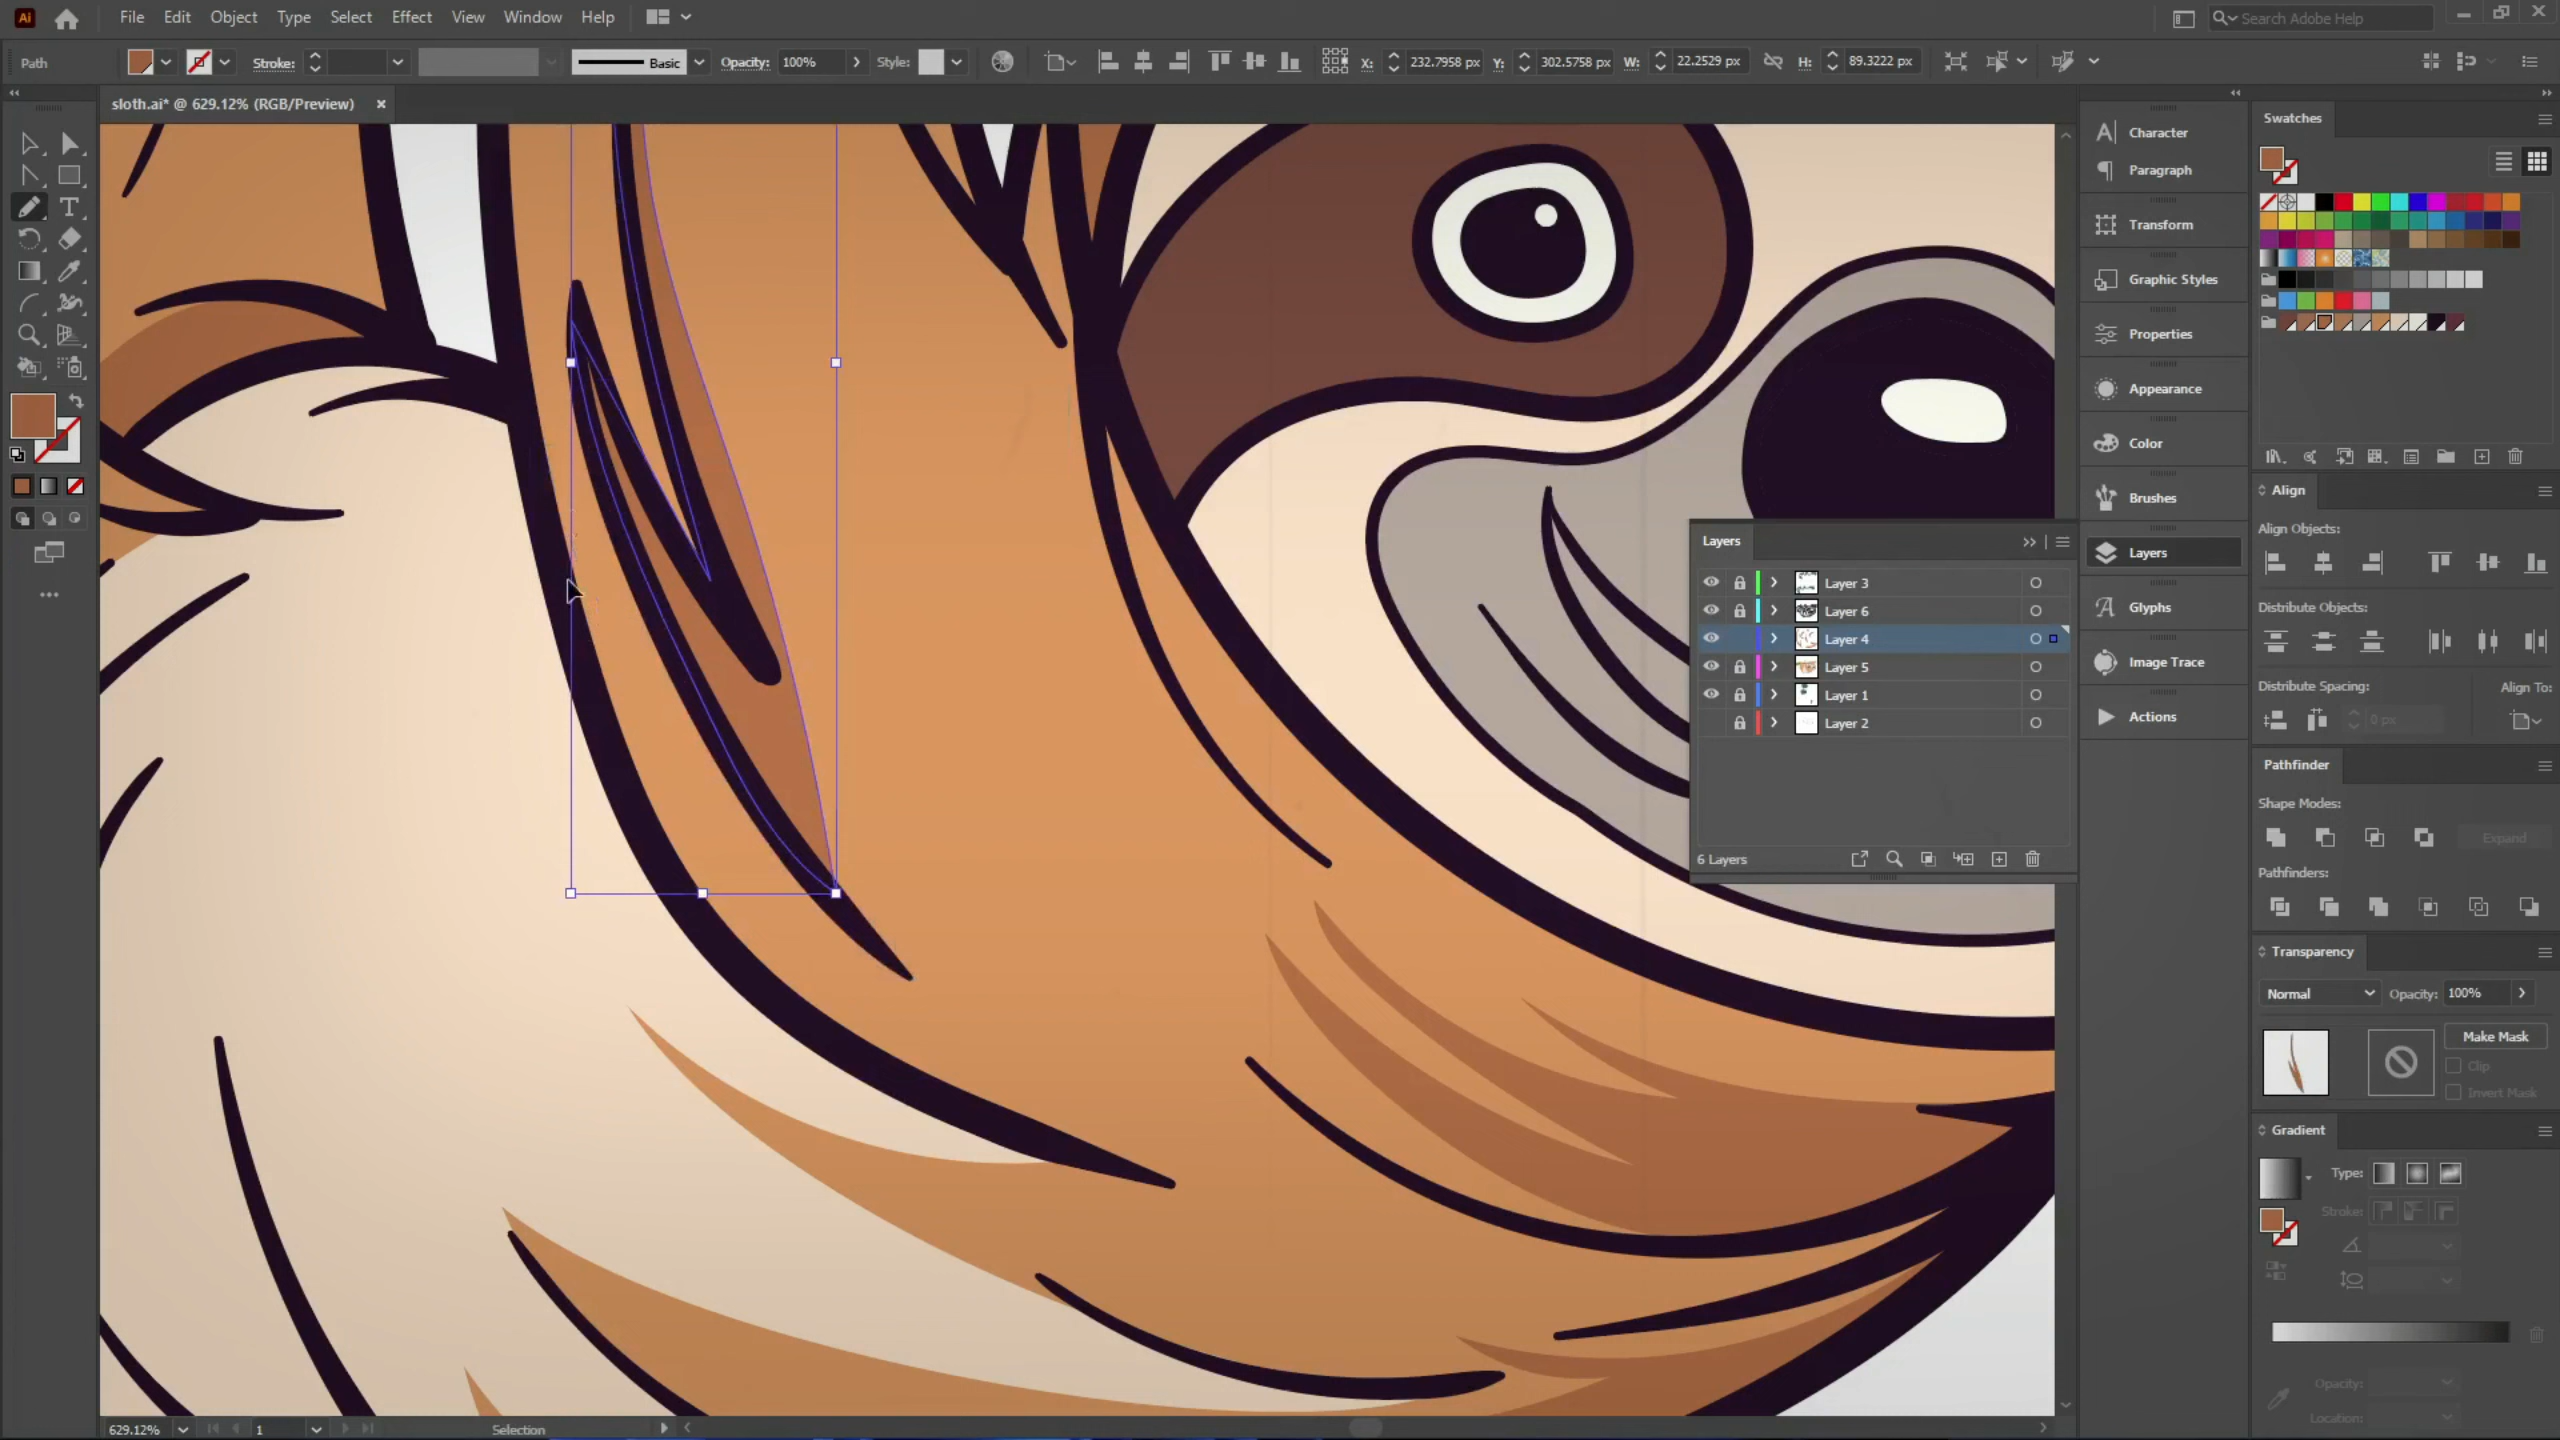 Ai File Edit Object Type Select Effect View Window Help Search Adobe Help
Path Stroke: Basic Opacity: 100% Style: X: 232.7958 px Y: 302.5758 px W: 22.2529 px H: 89.3222 px
sloth.ai* @ 629.12% (RGB/Preview)
Character
Paragraph
Transform
Graphic Styles
Properties
Appearance
Color
Brushes
Layers
Glyphs
Image Trace
Actions
Layers
Layer 3
Layer 6
Layer 4
Layer 5
Layer 1
Layer 2
6 Layers
Swatches
Align
Align Objects:
Distribute Objects:
Distribute Spacing: Align To:
0 px
Pathfinder
Shape Modes:
Expand
Pathfinders:
Transparency
Normal Opacity: 100%
Make Mask
Clip
Invert Mask
Gradient
Type:
Stroke:
Opacity:
Location:
629.12% 1 Selection